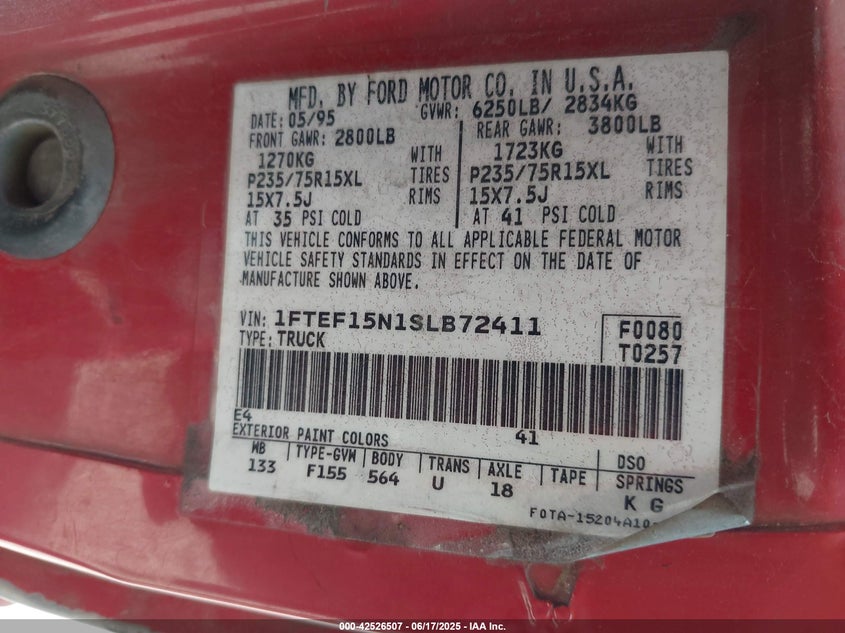 MFD. BY FORD MOTOR CO. IN U.S.A.
DATE: 05/95 GVWR: 6250LB/ 2834KG
FRONT GAWR: 2800LB REAR GAWR: 3800LB
1270KG WITH 1723KG WITH
P235/75R15XL TIRES P235/75R15XL TIRES
15X7.5J RIMS 15X7.5J RIMS
AT 35 PSI COLD AT 41 PSI COLD
THIS VEHICLE CONFORMS TO ALL APPLICABLE FEDERAL MOTOR
VEHICLE SAFETY STANDARDS IN EFFECT ON THE DATE OF
MANUFACTURE SHOWN ABOVE.
VIN: 1FTEF15N1SLB72411 F0080
TYPE: TRUCK T0257
E4 41
EXTERIOR PAINT COLORS DSO
WB TYPE-GVW BODY TRANS AXLE TAPE SPRINGS
133 F155 564 U 18 K G
F0TA-15204A10
000-42526507 - 06/17/2025 - IAA Inc.